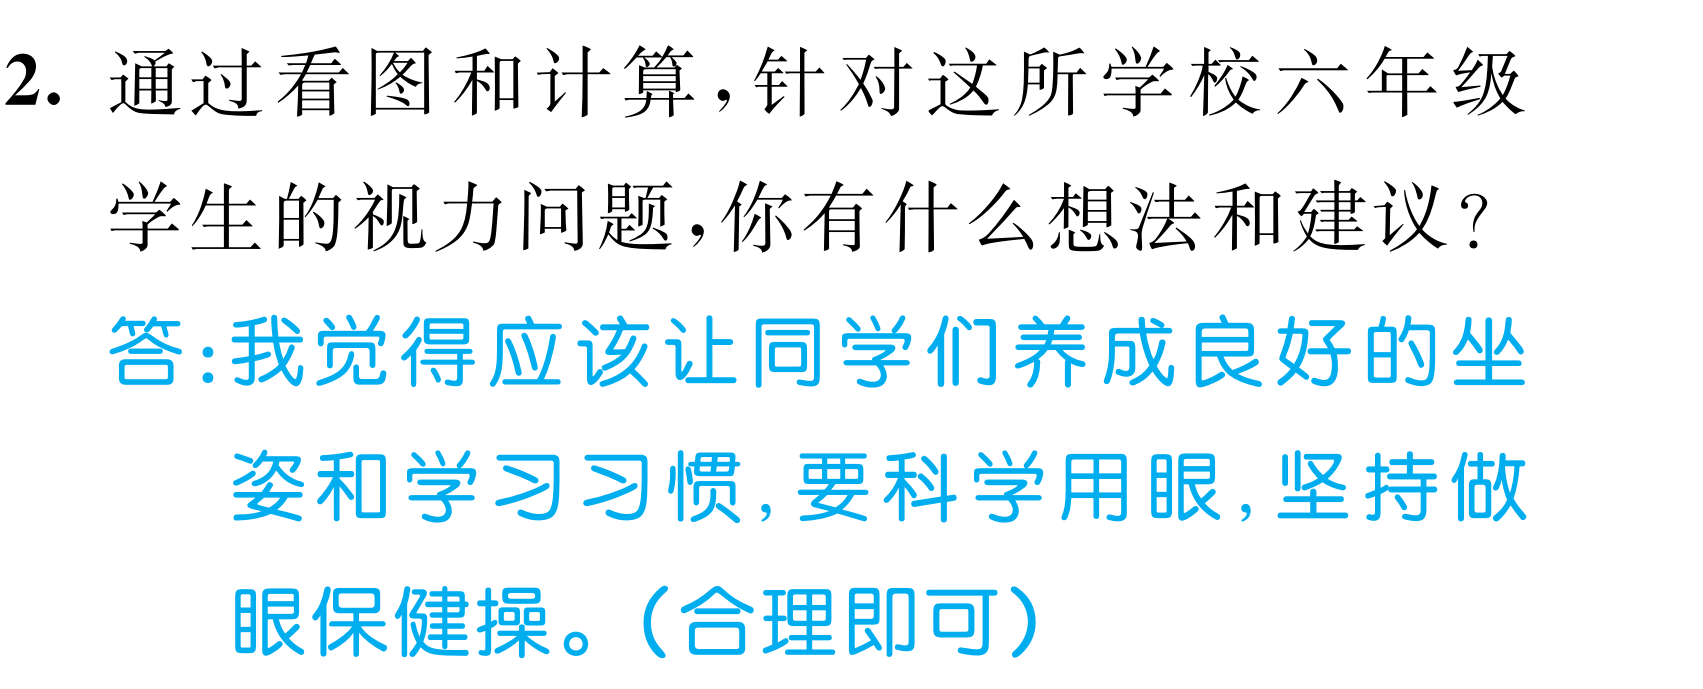 2. 通过看图和计算,针对这所学校六年级
学生的视力问题,你有什么想法和建议?
答:我觉得应该让同学们养成良好的坐
姿和学习习惯,要科学用眼,坚持做
眼保健操。(合理即可)